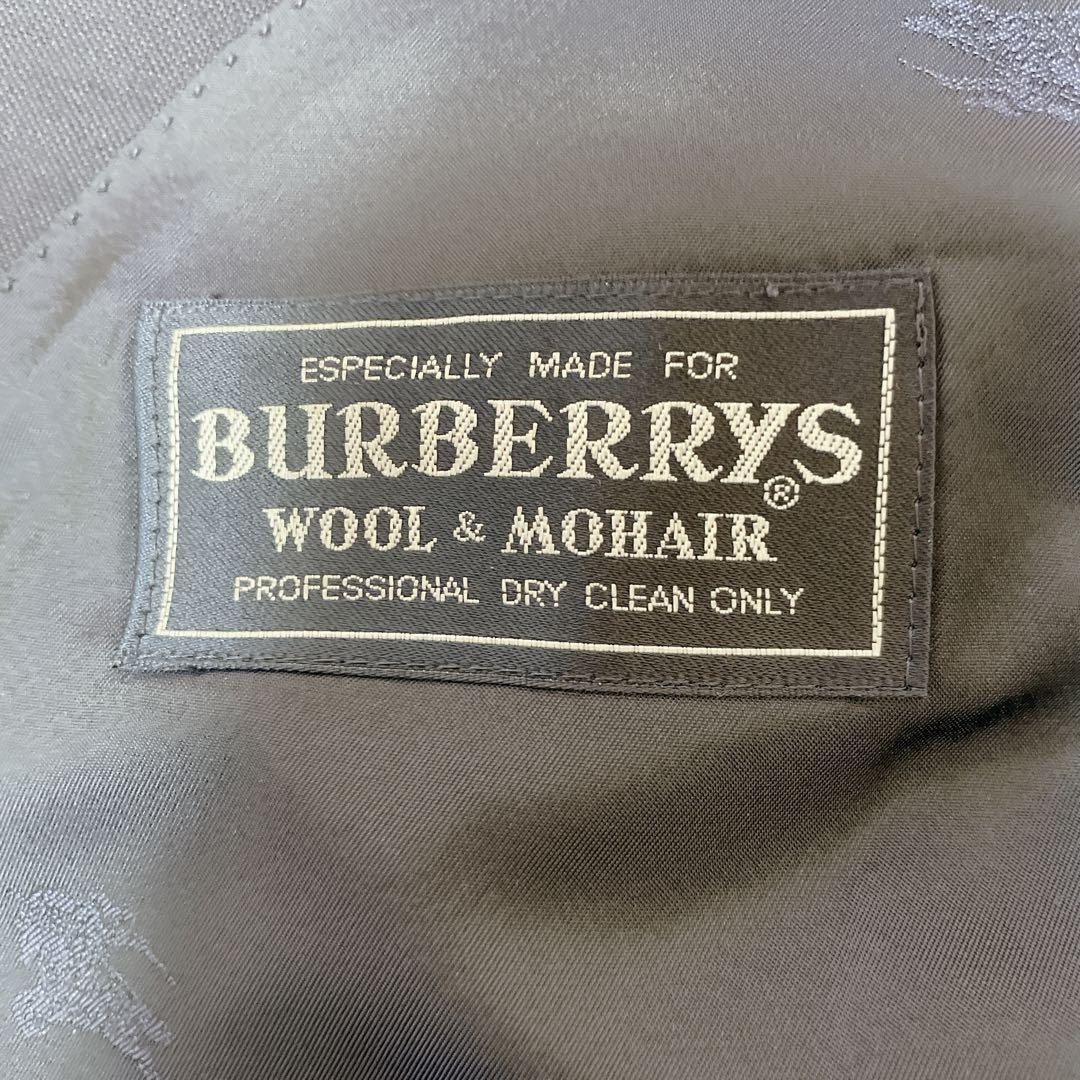 ESPECIALLY MADE FOR
BURBERRYS®
WOOL & MOHAIR
PROFESSIONAL DRY CLEAN ONLY